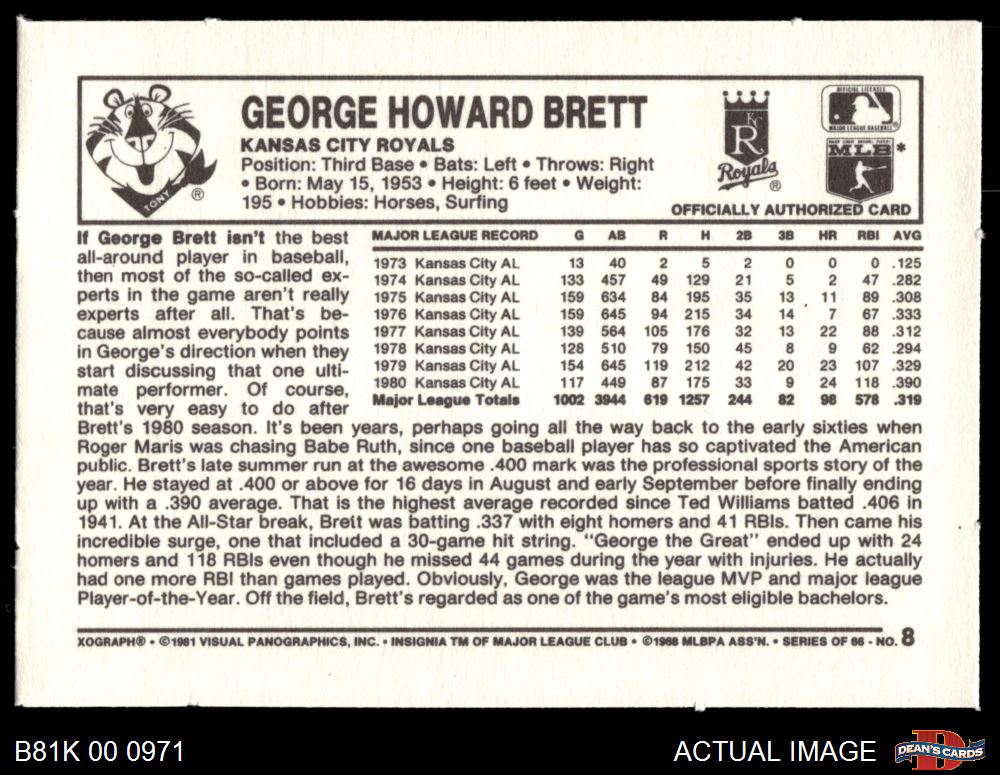 GEORGE HOWARD BRETT
KANSAS CITY ROYALS
Position: Third Base • Bats: Left • Throws: Right
• Born: May 15, 1953 • Height: 6 feet • Weight:
195 • Hobbies: Horses, Surfing
TONY ®
KC
R
Royals ®
OFFICIAL LICENSEE
MAJOR LEAGUE BASEBALL ®
MAJOR LEAGUE BASEBALL PLAYERS
MLB *
OFFICIALLY AUTHORIZED CARD
If George Brett isn't the best
all-around player in baseball,
then most of the so-called ex-
perts in the game aren't really
experts after all. That's be-
cause almost everybody points
in George's direction when they
start discussing that one ulti-
mate performer. Of course,
that's very easy to do after
MAJOR LEAGUE RECORD G AB R H 2B 3B HR RBI AVG
1973 Kansas City AL 13 40 2 5 2 0 0 0 .125
1974 Kansas City AL 133 457 49 129 21 5 2 47 .282
1975 Kansas City AL 159 634 84 195 35 13 11 89 .308
1976 Kansas City AL 159 645 94 215 34 14 7 67 .333
1977 Kansas City AL 139 564 105 176 32 13 22 88 .312
1978 Kansas City AL 128 510 79 150 45 8 9 62 .294
1979 Kansas City AL 154 645 119 212 42 20 23 107 .329
1980 Kansas City AL 117 449 87 175 33 9 24 118 .390
Major League Totals 1002 3944 619 1257 244 82 98 578 .319
Brett's 1980 season. It's been years, perhaps going all the way back to the early sixties when
Roger Maris was chasing Babe Ruth, since one baseball player has so captivated the American
public. Brett's late summer run at the awesome .400 mark was the professional sports story of the
year. He stayed at .400 or above for 16 days in August and early September before finally ending
up with a .390 average. That is the highest average recorded since Ted Williams batted .406 in
1941. At the All-Star break, Brett was batting .337 with eight homers and 41 RBIs. Then came his
incredible surge, one that included a 30-game hit string. "George the Great" ended up with 24
homers and 118 RBIs even though he missed 44 games during the year with injuries. He actually
had one more RBI than games played. Obviously, George was the league MVP and major league
Player-of-the-Year. Off the field, Brett's regarded as one of the game's most eligible bachelors.
XOGRAPH® • ©1981 VISUAL PANOGRAPHICS, INC. • INSIGNIA TM OF MAJOR LEAGUE CLUB • ©1968 MLBPA ASS'N. • SERIES OF 66 - NO. 8
B81K 00 0971
ACTUAL IMAGE
DEAN'S CARDS